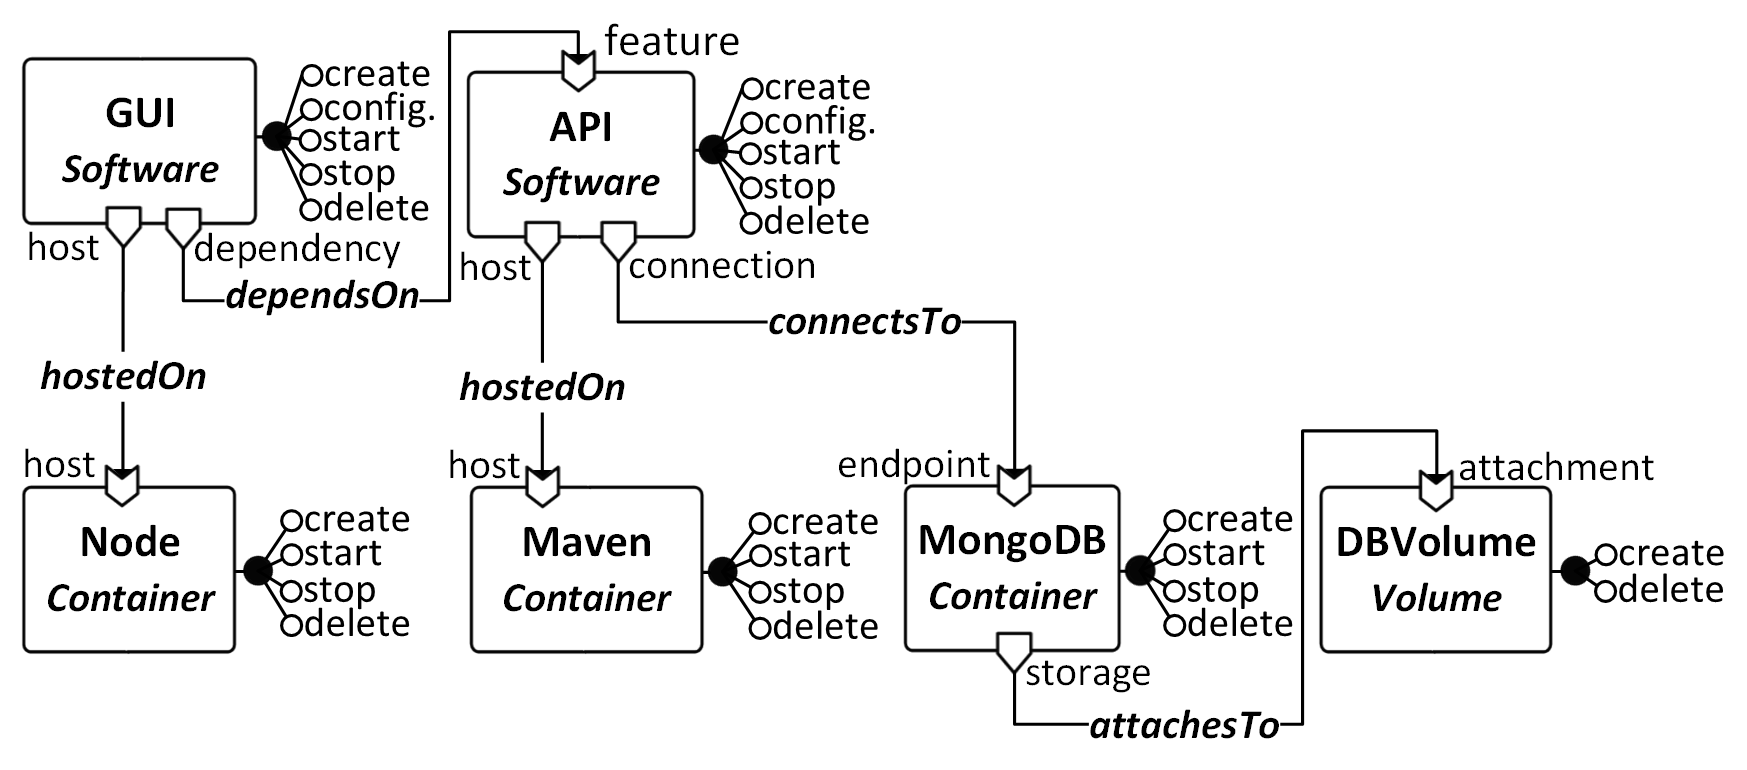 feature
GUI
Software
create
config.
start
stop
delete
API
Software
create
config.
start
stop
delete
host
dependency
dependsOn
host
connection
connectsTo
hostedOn
hostedOn
host
host
endpoint
attachment
Node
Container
create
start
stop
delete
Maven
Container
create
start
stop
delete
MongoDB
Container
create
start
stop
delete
DBVolume
Volume
create
delete
storage
attachesTo